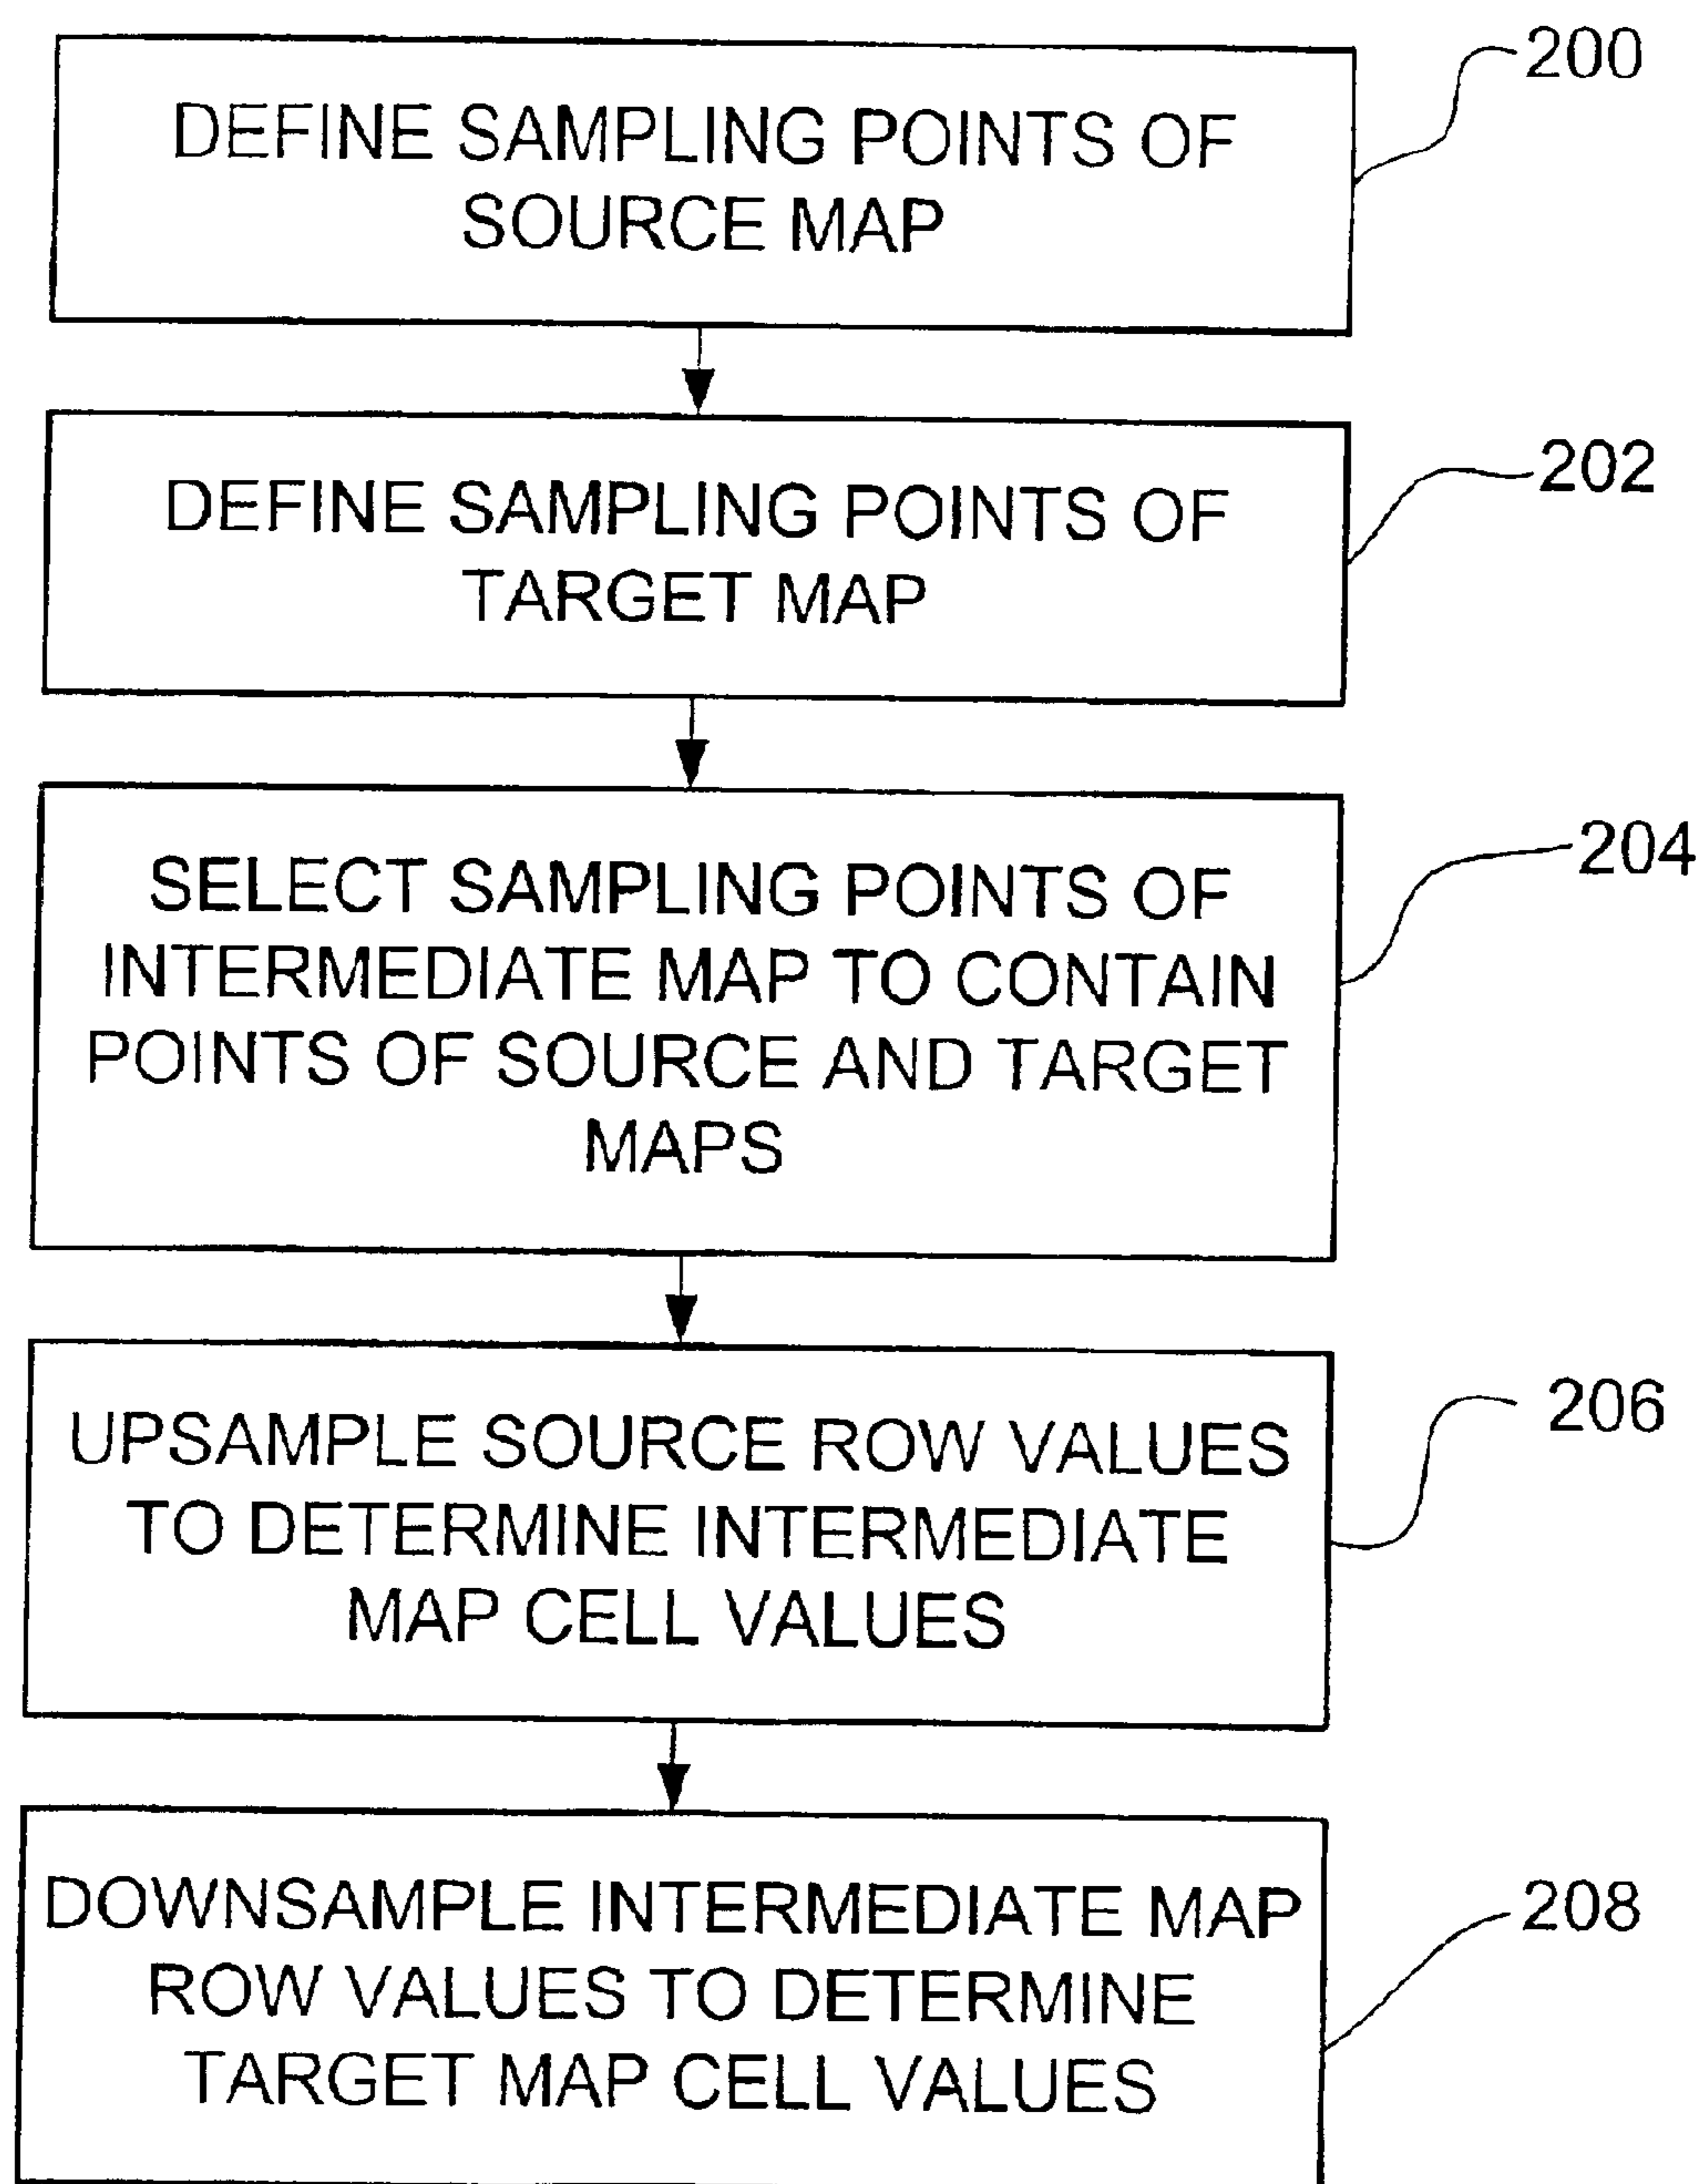 200
DEFINE SAMPLING POINTS OF
SOURCE MAP
202
DEFINE SAMPLING POINTS OF
TARGET MAP
204
SELECT SAMPLING POINTS OF
INTERMEDIATE MAP TO CONTAIN
POINTS OF SOURCE AND TARGET
MAPS
206
UPSAMPLE SOURCE ROW VALUES
TO DETERMINE INTERMEDIATE
MAP CELL VALUES
208
DOWNSAMPLE INTERMEDIATE MAP
ROW VALUES TO DETERMINE
TARGET MAP CELL VALUES